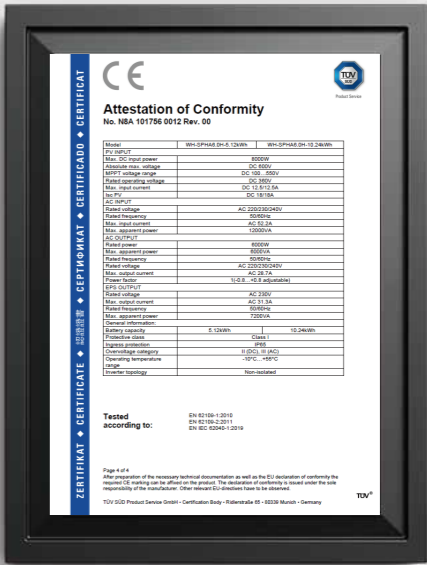 ZERTIFIKAT ◆ CERTIFICATE ◆ 認證證書 ◆ СЕРТИФИКАТ ◆ CERTIFICADO ◆ CERTIFICAT
CE
TÜV
SÜD
Product Service
Attestation of Conformity
No. N8A 101756 0012 Rev. 00
Model WH-SPHA6.0H-5.12kWh WH-SPHA6.0H-10.24kWh
PV INPUT
Max. DC input power 8000W
Absolute max. voltage DC 600V
MPPT voltage range DC 100...550V
Rated operating voltage DC 360V
Max. input current DC 12.5/12.5A
Isc PV DC 18/18A
AC INPUT
Rated voltage AC 220/230/240V
Rated frequency 50/60Hz
Max. input current AC 52.2A
Max. apparent power 12000VA
AC OUTPUT
Rated power 6000W
Max. apparent power 6000VA
Rated frequency 50/60Hz
Rated voltage AC 220/230/240V
Max. output current AC 28.7A
Power factor 1(-0.8...+0.8 adjustable)
EPS OUTPUT
Rated voltage AC 230V
Max. output current AC 31.3A
Rated frequency 50/60Hz
Max. apparent power 7200VA
General information:
Battery capacity 5.12kWh 10.24kWh
Protective class Class I
Ingress protection IP65
Overvoltage category II (DC), III (AC)
Operating temperature -10°C...+55°C
range
Inverter topology Non-isolated
Tested
according to:
EN 62109-1:2010
EN 62109-2:2011
EN IEC 62040-1:2019
Page 4 of 4
After preparation of the necessary technical documentation as well as the EU declaration of conformity the
required CE marking can be affixed on the product. The declaration of conformity is issued under the sole
responsibility of the manufacturer. Other relevant EU-directives have to be observed.
TÜV SÜD Product Service GmbH • Certification Body • Ridlerstraße 65 • 80339 Munich • Germany
TÜV®